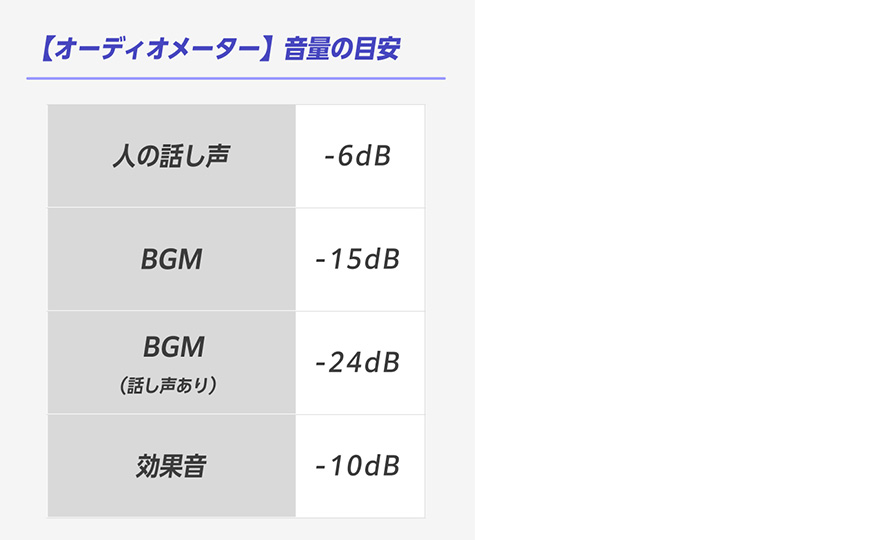 【オーディオメーター】音量の目安
人の話し声
-6dB
BGM
-15dB
BGM
(話し声あり)
-24dB
効果音
-10dB